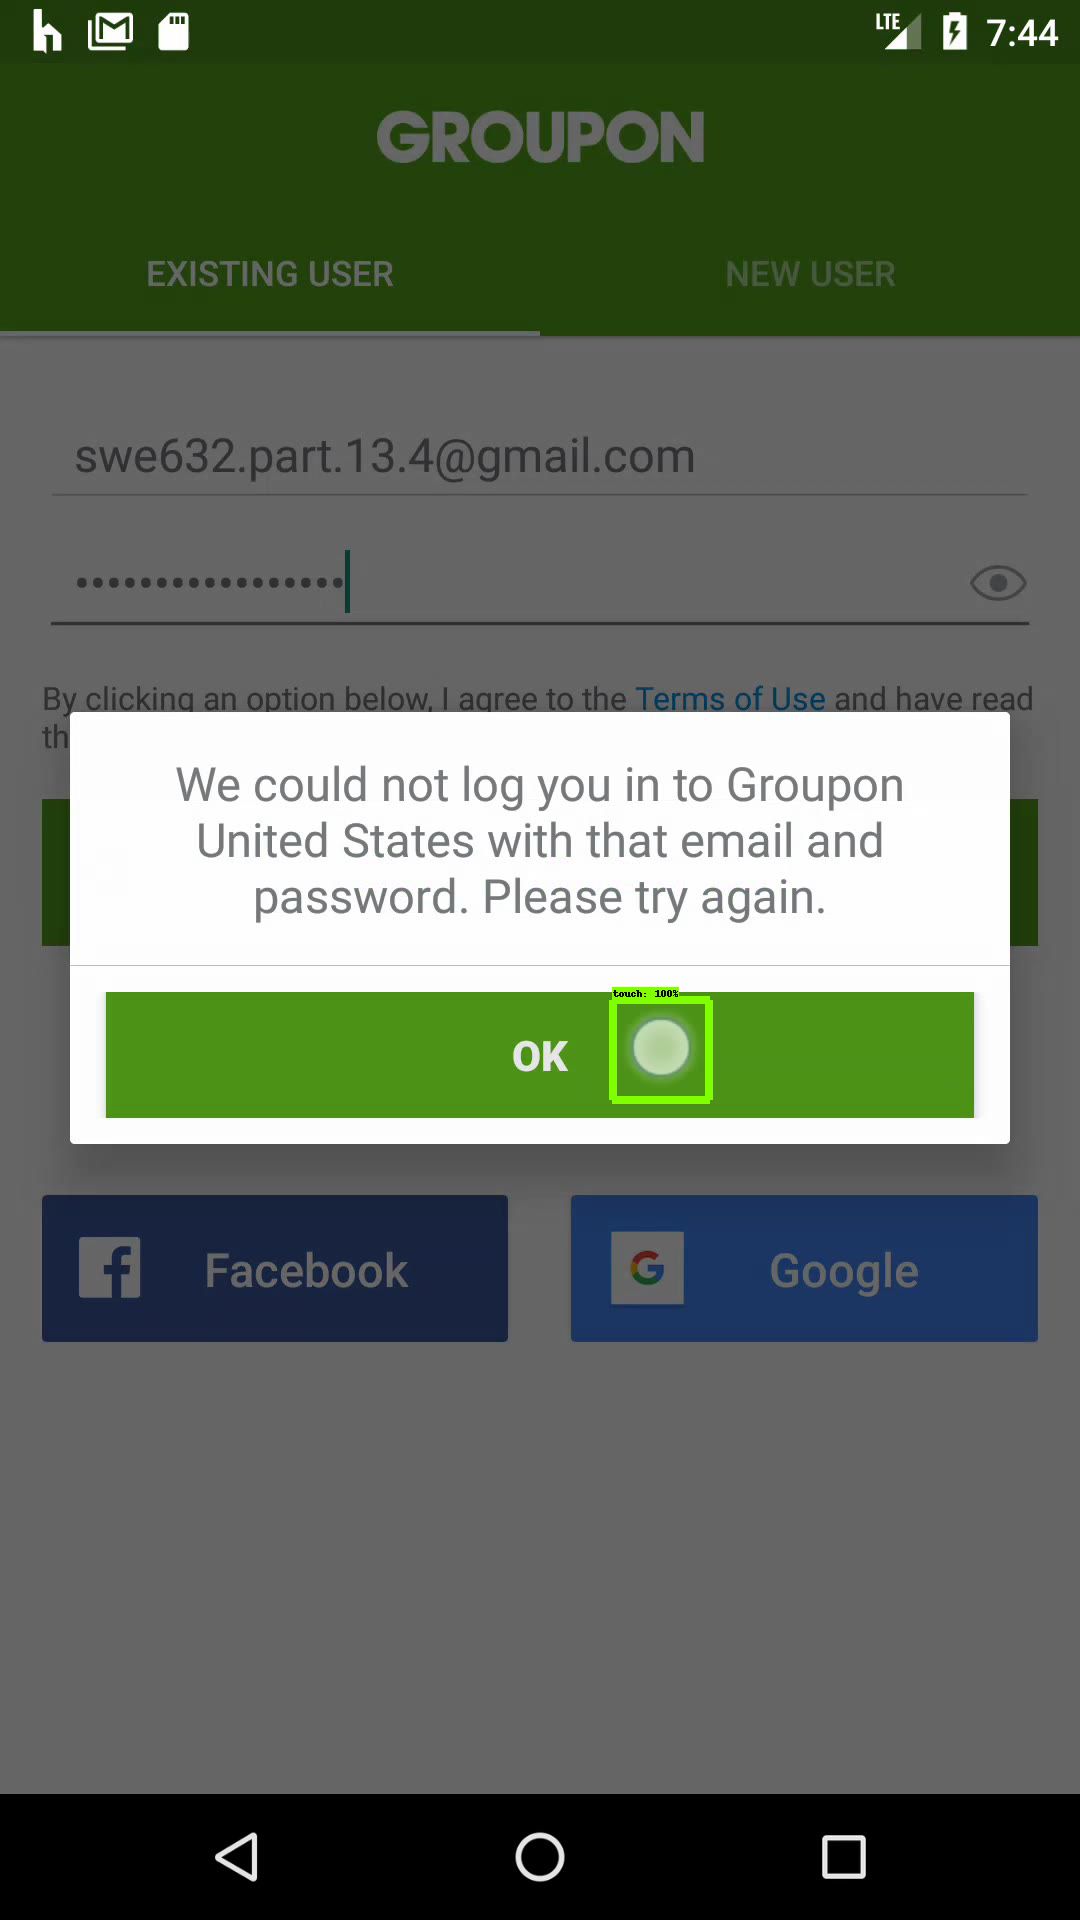 LTE 7:44
GROUPON
EXISTING USER NEW USER
swe632.part.13.4@gmail.com
•••••••••••••••••
By clicking an option below, I agree to the Terms of Use and have read
th
We could not log you in to Groupon
United States with that email and
password. Please try again.
touch: 100%
OK
Facebook
G Google